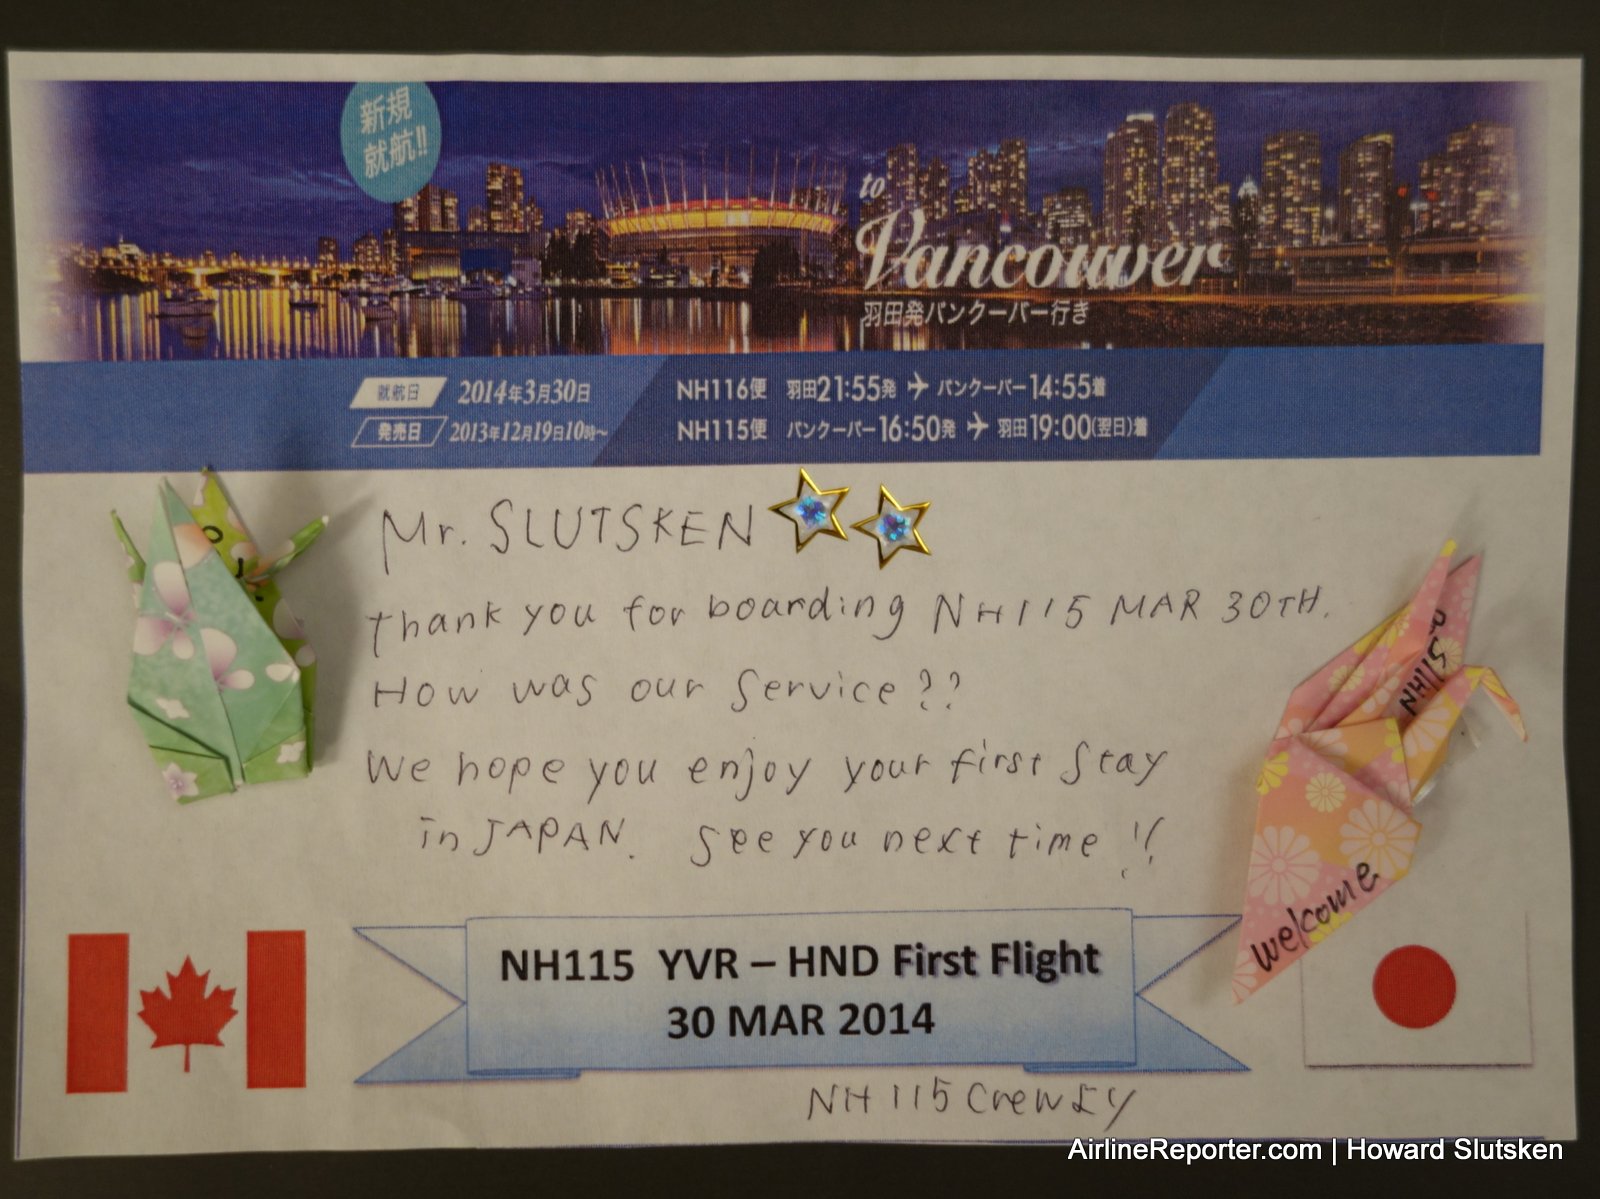 新規
就航!!
to
Vancouver
羽田発バンクーバー行き
就航日 2014年3月30日
発売日 2013年12月19日10時～
NH116便 羽田21:55発 ✈ バンクーバー14:55着
NH115便 バンクーバー16:50発 ✈ 羽田19:00(翌日)着
Mr. SLUTSKEN
Thank you for boarding NH115 MAR 30TH.
How was our service??
We hope you enjoy your first stay
in JAPAN. See you next time!!
NH115
welcome
NH115 YVR – HND First Flight
30 MAR 2014
NH115 Crewより
AirlineReporter.com | Howard Slutsken